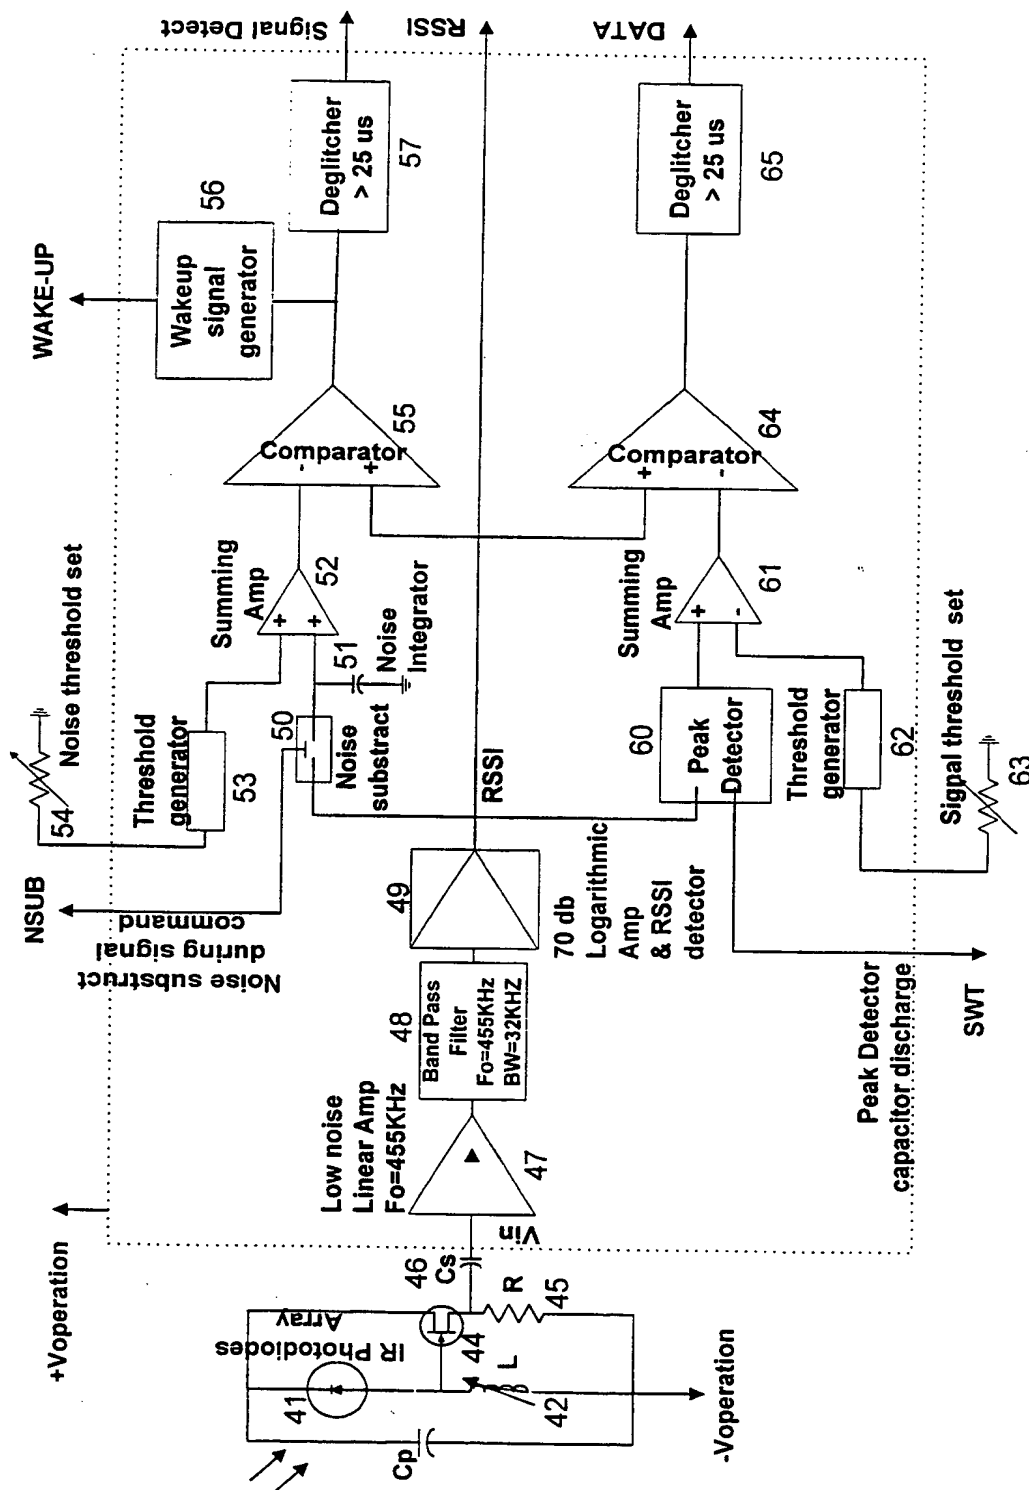 +Voperation
IR Photodiodes
Array
41
Cp
L
42
44
R
45
46
Cs
-Voperation
Vin
Low noise
Linear Amp
Fo=455KHz
47
48
Band Pass
Filter
Fo=455KHz
BW=32KHZ
49
70 db
Logarithmic
Amp
& RSSI
detector
RSSI
NSUB
Noise substruct
during signal
command
Noise threshold set
54
Threshold
generator
53
50
Noise
substract
51
Noise
Integrator
Summing
Amp
52
Comparator
55
WAKE-UP
Wakeup
signal
generator
56
Deglitcher
> 25 us
57
Signal Detect
RSSI
DATA
60
Peak
Detector
Summing
Amp
61
Threshold
generator
62
Sigpal threshold set
63
Comparator
64
Deglitcher
> 25 us
65
Peak Detector
capacitor discharge
SWT
+
+
-
+
+
-
+
-